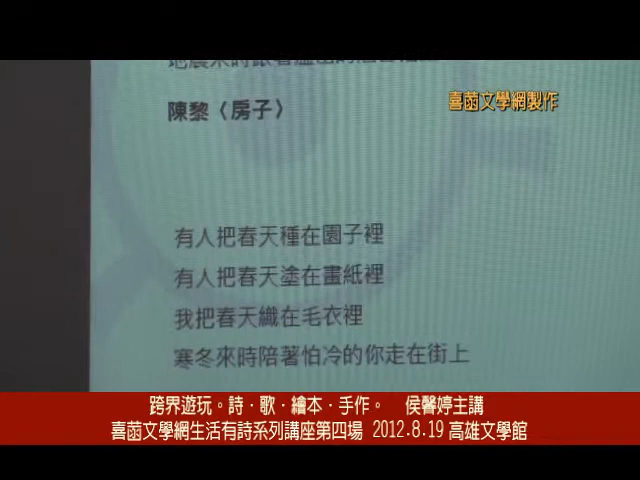 陳黎〈房子〉
喜菡文學網製作
有人把春天種在園子裡
有人把春天塗在畫紙裡
我把春天織在毛衣裡
寒冬來時陪著怕冷的你走在街上
跨界遊玩。詩．歌．繪本．手作。 侯馨婷主講
喜菡文學網生活有詩系列講座第四場 2012.8.19 高雄文學館